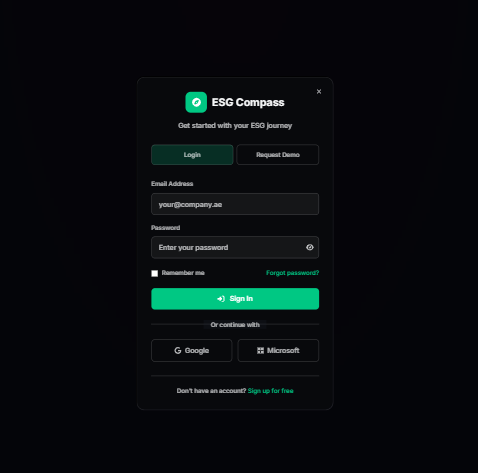 ×
ESG Compass
Get started with your ESG journey
Login
Request Demo
Email Address
your@company.ae
Password
Enter your password
Remember me
Forgot password?
Sign In
Or continue with
Google
Microsoft
Don't have an account? Sign up for free